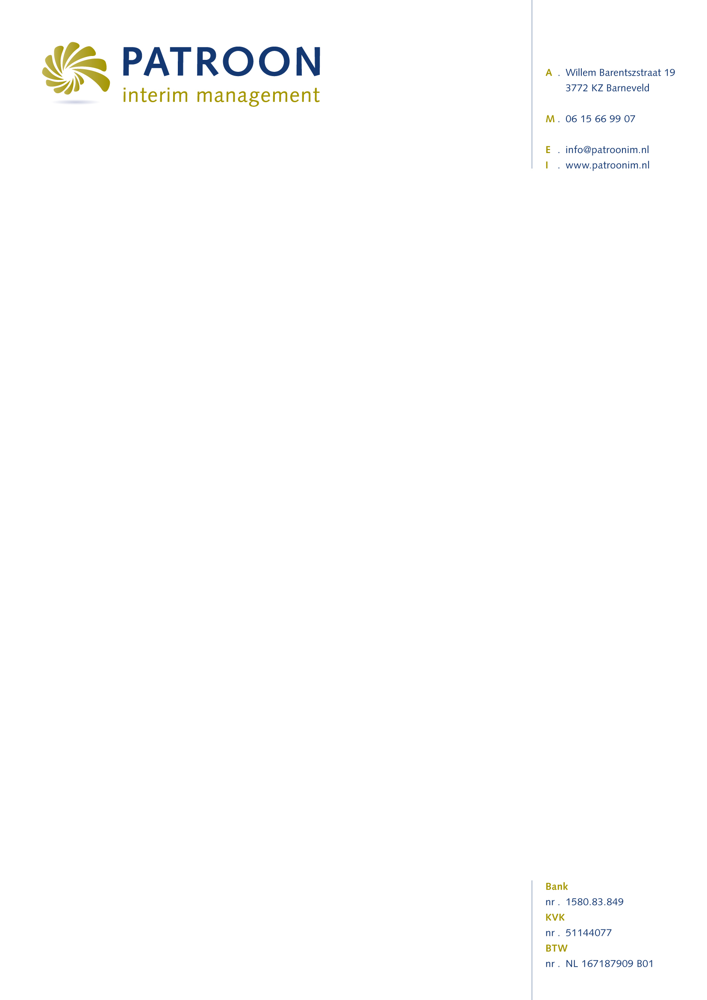 PATROON
interim management
A . Willem Barentszstraat 19
3772 KZ Barneveld
M . 06 15 66 99 07
E . info@patroonim.nl
I . www.patroonim.nl
Bank
nr . 1580.83.849
KVK
nr . 51144077
BTW
nr . NL 167187909 B01